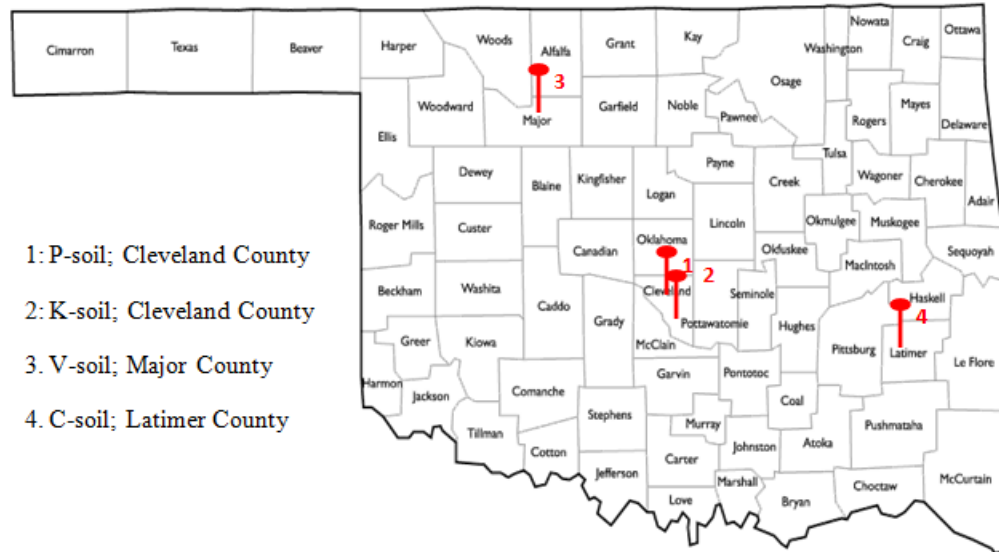 Cimarron
Texas
Beaver
Harper
Woods
Alfalfa
Grant
Kay
Washington
Nowata
Craig
Ottawa
Osage
3
Woodward
Major
Garfield
Noble
Pawnee
Rogers
Mayes
Delaware
Ellis
Dewey
Blaine
Kingfisher
Logan
Payne
Creek
Tulsa
Wagoner
Cherokee
Adair
Roger Mills
Custer
Canadian
Oklahoma
Lincoln
Okmulgee
Muskogee
Sequoyah
Olduskee
MacIntosh
1: P-soil; Cleveland County
2: K-soil; Cleveland County
3. V-soil; Major County
4. C-soil; Latimer County
Beckham
Washita
Caddo
Grady
1
2
Cleveland
Seminole
Pottawatomie
Hughes
Haskell
4
Greer
Kiowa
McClain
Pittsburg
Latimer
Le Flore
Harmon
Jackson
Comanche
Garvin
Pontotoc
Coal
Tillman
Cotton
Stephens
Murray
Johnston
Atoka
Pushmataha
Jefferson
Carter
Love
Marshall
Bryan
Choctaw
McCurtain